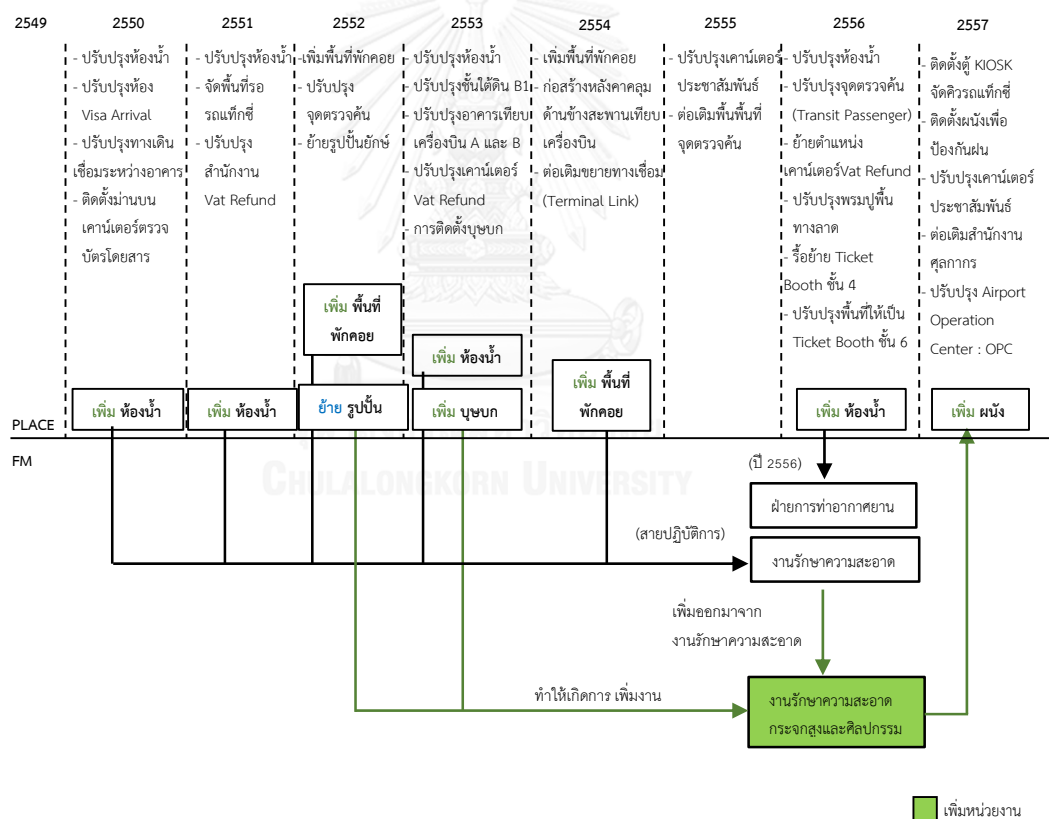 2549 2550 2551 2552 2553 2554 2555 2556 2557
- ปรับปรุงห้องน้ำ
- ปรับปรุงห้อง
Visa Arrival
- ปรับปรุงทางเดิน
เชื่อมระหว่างอาคาร
- ติดตั้งม่านบน
เคาน์เตอร์ตรวจ
บัตรโดยสาร
- ปรับปรุงห้องน้ำ
- จัดพื้นที่รอ
รถแท็กซี่
- ปรับปรุง
สำนักงาน
Vat Refund
-เพิ่มพื้นที่พักคอย
- ปรับปรุง
จุดตรวจค้น
- ย้ายรูปปั้นยักษ์
- ปรับปรุงห้องน้ำ
- ปรับปรุงชั้นใต้ดิน B1
- ปรับปรุงอาคารเทียบ
เครื่องบิน A และ B
- ปรับปรุงเคาน์เตอร์
Vat Refund
- การติดตั้งบุษบก
- เพิ่มพื้นที่พักคอย
- ก่อสร้างหลังคาคลุม
ด้านข้างสะพานเทียบ
เครื่องบิน
- ต่อเติมขยายทางเชื่อม
(Terminal Link)
- ปรับปรุงเคาน์เตอร์
ประชาสัมพันธ์
- ต่อเติมพื้นพื้นที่
จุดตรวจค้น
- ปรับปรุงห้องน้ำ
- ปรับปรุงจุดตรวจค้น
(Transit Passenger)
- ย้ายตำแหน่ง
เคาน์เตอร์Vat Refund
- ปรับปรุงพรมปูพื้น
ทางลาด
- รื้อย้าย Ticket
Booth ชั้น 4
- ปรับปรุงพื้นที่ให้เป็น
Ticket Booth ชั้น 6
- ติดตั้งตู้ KIOSK
จัดคิวรถแท็กซี่
- ติดตั้งผนังเพื่อ
ป้องกันฝน
- ปรับปรุงเคาน์เตอร์
ประชาสัมพันธ์
- ต่อเติมสำนักงาน
ศุลกากร
- ปรับปรุง Airport
Operation
Center : OPC
เพิ่ม พื้นที่
พักคอย
เพิ่ม ห้องน้ำ
เพิ่ม พื้นที่
พักคอย
PLACE
เพิ่ม ห้องน้ำ
เพิ่ม ห้องน้ำ
ย้าย รูปปั้น
เพิ่ม บุษบก
เพิ่ม ห้องน้ำ
เพิ่ม ผนัง
FM
(ปี 2556)
CHULALONGKORN UNIVERSITY
ฝ่ายการท่าอากาศยาน
(สายปฏิบัติการ)
งานรักษาความสะอาด
เพิ่มออกมาจาก
งานรักษาความสะอาด
ทำให้เกิดการ เพิ่มงาน
งานรักษาความสะอาด
กระจกสูงและศิลปกรรม
เพิ่มหน่วยงาน